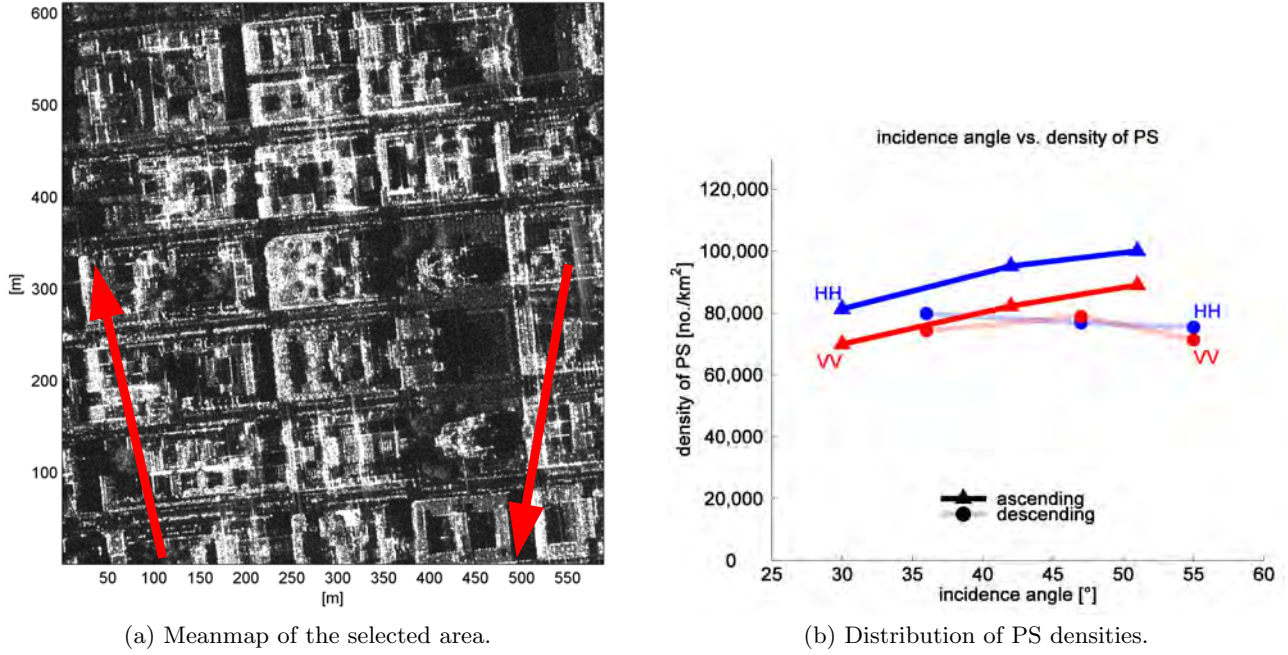 600
500
400
300
200
100
[m]
50 100 150 200 250 300 350 400 450 500 550
[m]
(a) Meanmap of the selected area.
incidence angle vs. density of PS
120,000
100,000
80,000
60,000
40,000
20,000
0
density of PS [no./km²]
HH
VV
HH
VV
ascending
descending
25 30 35 40 45 50 55 60
incidence angle [°]
(b) Distribution of PS densities.